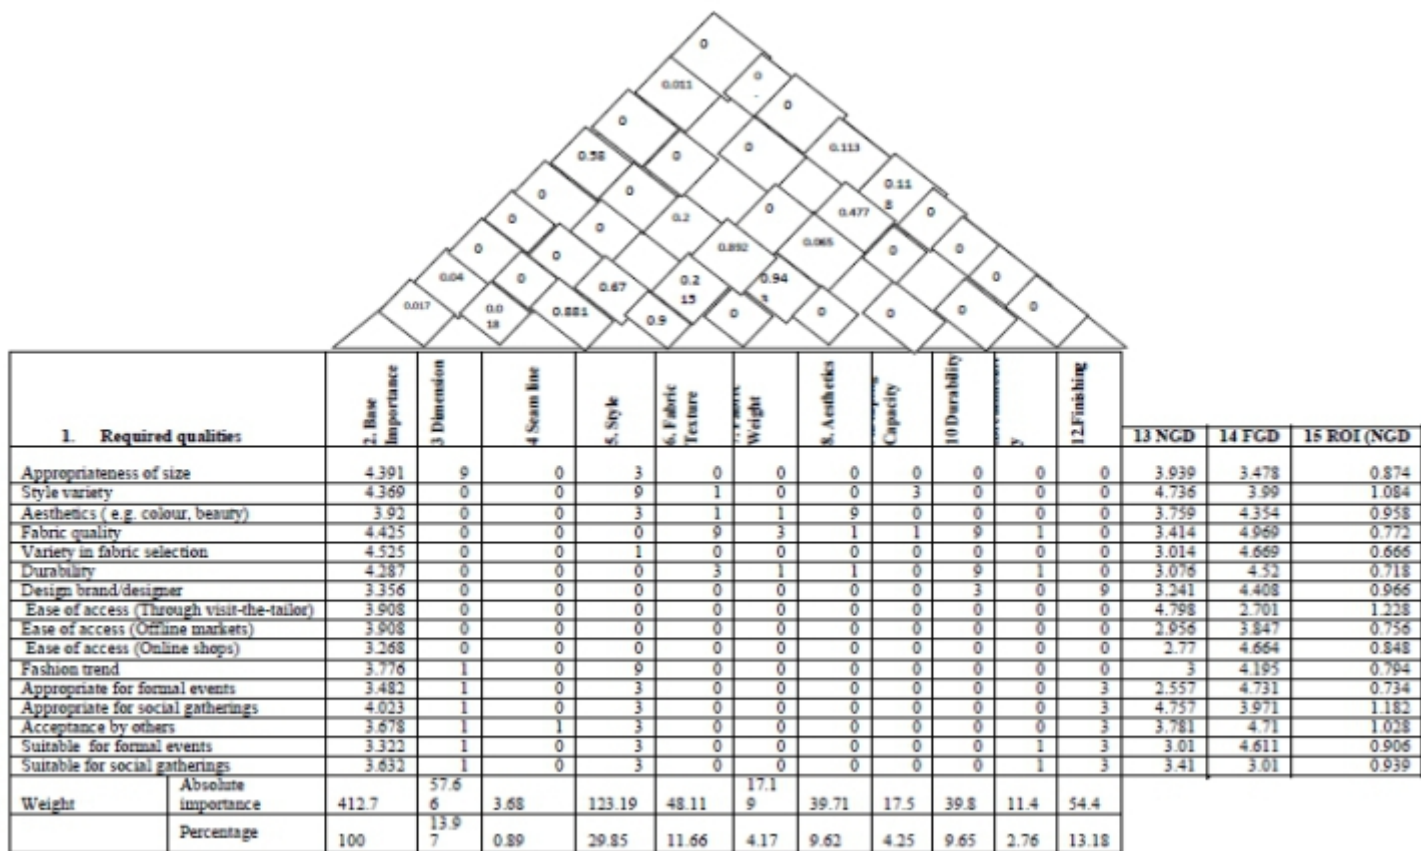 0
0.011
0
0
0
0
0
0.113
0.58
0
0.11
8
0
0
0.2
0
0.477
0
0
0
0.892
0.065
0
0
0
0
0.04
0
0.67
0.2
15
0.94
0
0.017
0.0
18
0.881
0.9
0
0
0
0
0
1. Required qualities 2. Base Importance 3 Dimension 4 Seam line 5. Style 6. Fabric Texture Weight 8. Aesthetics Capacity 10 Durability y 12.Finishing 13 NGD 14 FGD 15 ROI (NGD
Appropriateness of size 4.391 9 0 3 0 0 0 0 0 0 0 3.939 3.478 0.874
Style variety 4.369 0 0 9 1 0 0 3 0 0 0 4.736 3.99 1.084
Aesthetics ( e.g. colour, beauty) 3.92 0 0 3 1 1 9 0 0 0 0 3.759 4.354 0.958
Fabric quality 4.425 0 0 0 9 3 1 1 9 1 0 3.414 4.969 0.772
Variety in fabric selection 4.525 0 0 1 0 0 0 0 0 0 0 3.014 4.669 0.666
Durability 4.287 0 0 0 3 1 1 0 9 1 0 3.076 4.52 0.718
Design brand/designer 3.356 0 0 0 0 0 0 0 3 0 9 3.241 4.408 0.966
Ease of access (Through visit-the-tailor) 3.908 0 0 0 0 0 0 0 0 0 0 4.798 2.701 1.228
Ease of access (Offline markets) 3.908 0 0 0 0 0 0 0 0 0 0 2.956 3.847 0.756
Ease of access (Online shops) 3.268 0 0 0 0 0 0 0 0 0 0 2.77 4.664 0.848
Fashion trend 3.776 1 0 9 0 0 0 0 0 0 0 3 4.195 0.794
Appropriate for formal events 3.482 1 0 3 0 0 0 0 0 0 3 2.557 4.731 0.734
Appropriate for social gatherings 4.023 1 0 3 0 0 0 0 0 0 3 4.757 3.971 1.182
Acceptance by others 3.678 1 1 3 0 0 0 0 0 0 3 3.781 4.71 1.028
Suitable for formal events 3.322 1 0 3 0 0 0 0 0 1 3 3.01 4.611 0.906
Suitable for social gatherings 3.632 1 0 3 0 0 0 0 0 1 3 3.41 3.01 0.939
Weight Absolute importance 412.7 57.6 6 3.68 123.19 48.11 17.1 9 39.71 17.5 39.8 11.4 54.4
Percentage 100 13.9 7 0.89 29.85 11.66 4.17 9.62 4.25 9.65 2.76 13.18